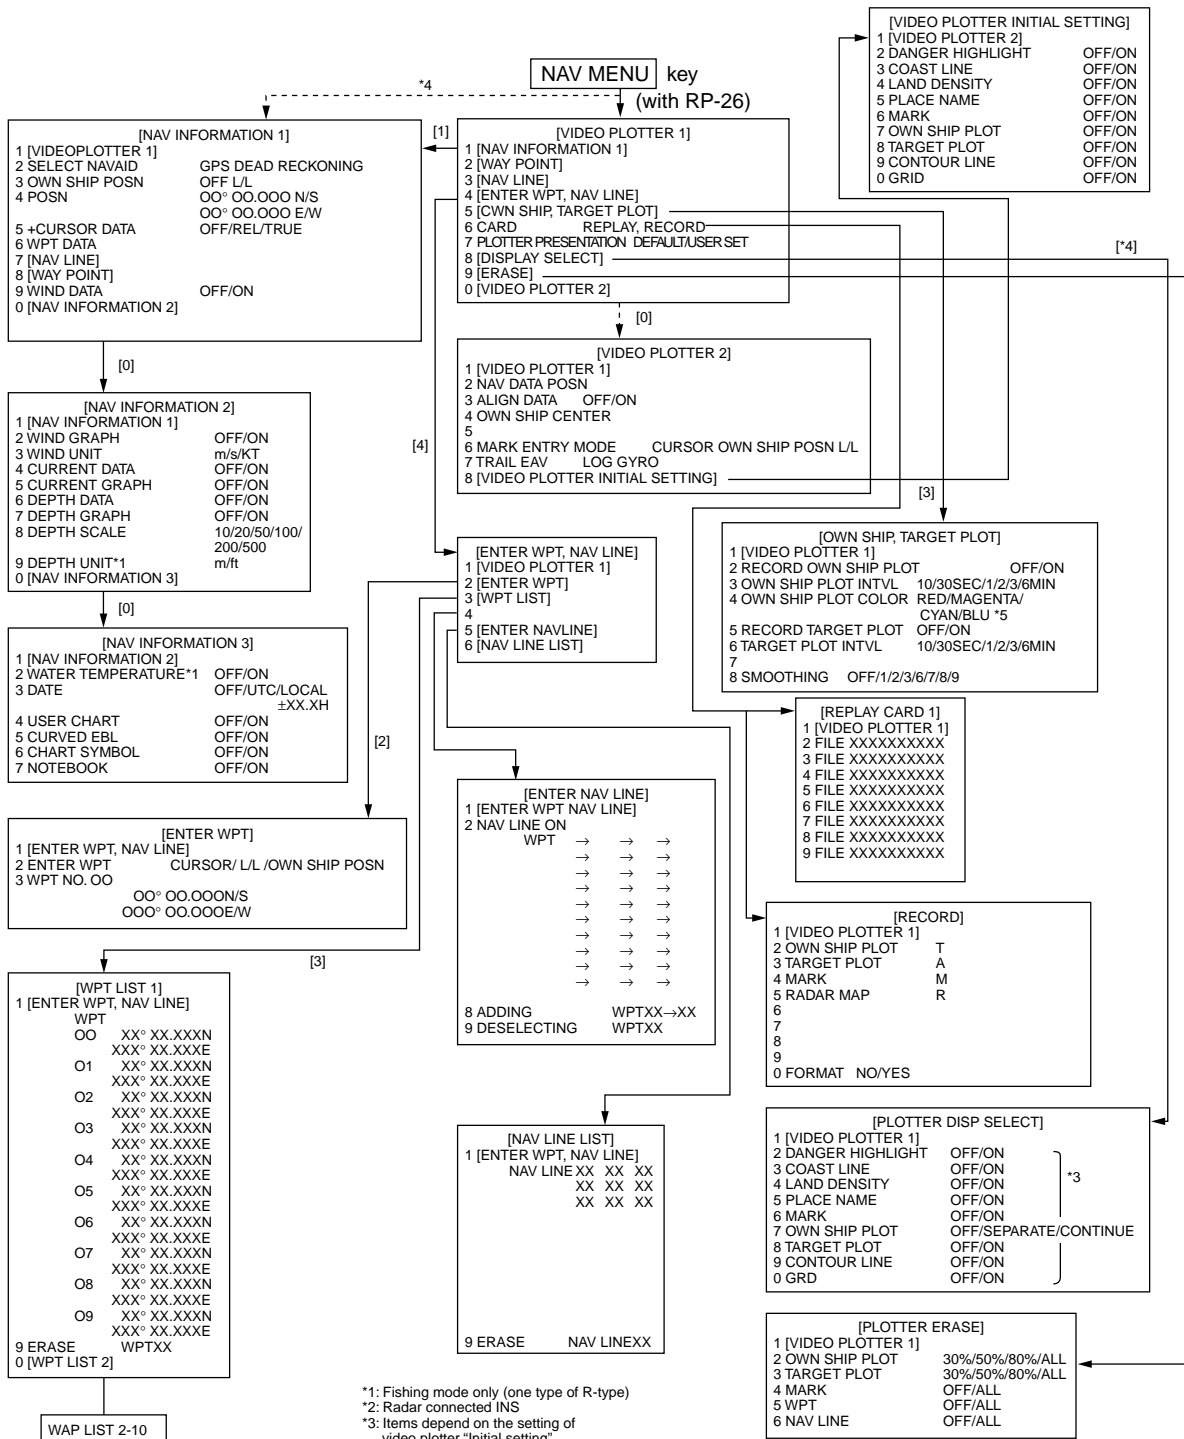 NAV MENU key
(with RP-26)
*4
[VIDEO PLOTTER INITIAL SETTING]
1 [VIDEO PLOTTER 2]
2 DANGER HIGHLIGHT OFF/ON
3 COAST LINE OFF/ON
4 LAND DENSITY OFF/ON
5 PLACE NAME OFF/ON
6 MARK OFF/ON
7 OWN SHIP PLOT OFF/ON
8 TARGET PLOT OFF/ON
9 CONTOUR LINE OFF/ON
0 GRID OFF/ON
[NAV INFORMATION 1]
1 [VIDEOPLOTTER 1]
2 SELECT NAVAID GPS DEAD RECKONING
3 OWN SHIP POSN OFF L/L
4 POSN OO° OO.OOO N/S
OO° OO.OOO E/W
5 +CURSOR DATA OFF/REL/TRUE
6 WPT DATA
7 [NAV LINE]
8 [WAY POINT]
9 WIND DATA OFF/ON
0 [NAV INFORMATION 2]
[1]
[VIDEO PLOTTER 1]
1 [NAV INFORMATION 1]
2 [WAY POINT]
3 [NAV LINE]
4 [ENTER WPT, NAV LINE]
5 [CWN SHIP, TARGET PLOT]
6 CARD REPLAY, RECORD
7 PLOTTER PRESENTATION DEFAULT/USER SET
8 [DISPLAY SELECT]
9 [ERASE]
0 [VIDEO PLOTTER 2]
[*4]
[0]
[0]
[VIDEO PLOTTER 2]
1 [VIDEO PLOTTER 1]
2 NAV DATA POSN
3 ALIGN DATA OFF/ON
4 OWN SHIP CENTER
5
6 MARK ENTRY MODE CURSOR OWN SHIP POSN L/L
7 TRAIL EAV LOG GYRO
8 [VIDEO PLOTTER INITIAL SETTING]
[NAV INFORMATION 2]
1 [NAV INFORMATION 1]
2 WIND GRAPH OFF/ON
3 WIND UNIT m/s/KT
4 CURRENT DATA OFF/ON
5 CURRENT GRAPH OFF/ON
6 DEPTH DATA OFF/ON
7 DEPTH GRAPH OFF/ON
8 DEPTH SCALE 10/20/50/100/
200/500
9 DEPTH UNIT*1 m/ft
0 [NAV INFORMATION 3]
[4]
[3]
[0]
[ENTER WPT, NAV LINE]
1 [VIDEO PLOTTER 1]
2 [ENTER WPT]
3 [WPT LIST]
4
5 [ENTER NAVLINE]
6 [NAV LINE LIST]
[OWN SHIP, TARGET PLOT]
1 [VIDEO PLOTTER 1]
2 RECORD OWN SHIP PLOT OFF/ON
3 OWN SHIP PLOT INTVL 10/30SEC/1/2/3/6MIN
4 OWN SHIP PLOT COLOR RED/MAGENTA/
CYAN/BLU *5
5 RECORD TARGET PLOT OFF/ON
6 TARGET PLOT INTVL 10/30SEC/1/2/3/6MIN
7
8 SMOOTHING OFF/1/2/3/6/7/8/9
[NAV INFORMATION 3]
1 [NAV INFORMATION 2]
2 WATER TEMPERATURE*1 OFF/ON
3 DATE OFF/UTC/LOCAL
±XX.XH
4 USER CHART OFF/ON
5 CURVED EBL OFF/ON
6 CHART SYMBOL OFF/ON
7 NOTEBOOK OFF/ON
[2]
[REPLAY CARD 1]
1 [VIDEO PLOTTER 1]
2 FILE XXXXXXXXXX
3 FILE XXXXXXXXXX
4 FILE XXXXXXXXXX
5 FILE XXXXXXXXXX
6 FILE XXXXXXXXXX
7 FILE XXXXXXXXXX
8 FILE XXXXXXXXXX
9 FILE XXXXXXXXXX
[ENTER WPT]
1 [ENTER WPT, NAV LINE]
2 ENTER WPT CURSOR/ L/L /OWN SHIP POSN
3 WPT NO. OO
OO° OO.OOON/S
OOO° OO.OOOE/W
[3]
[ENTER NAV LINE]
1 [ENTER WPT NAV LINE]
2 NAV LINE ON
WPT → → →
→ → →
→ → →
→ → →
→ → →
→ → →
→ → →
→ → →
→ → →
→ → →
8 ADDING WPTXX→XX
9 DESELECTING WPTXX
[RECORD]
1 [VIDEO PLOTTER 1]
2 OWN SHIP PLOT T
3 TARGET PLOT A
4 MARK M
5 RADAR MAP R
6
7
8
9
0 FORMAT NO/YES
[WPT LIST 1]
1 [ENTER WPT, NAV LINE]
WPT
OO XX° XX.XXXN
XXX° XX.XXXE
O1 XX° XX.XXXN
XXX° XX.XXXE
O2 XX° XX.XXXN
XXX° XX.XXXE
O3 XX° XX.XXXN
XXX° XX.XXXE
O4 XX° XX.XXXN
XXX° XX.XXXE
O5 XX° XX.XXXN
XXX° XX.XXXE
O6 XX° XX.XXXN
XXX° XX.XXXE
O7 XX° XX.XXXN
XXX° XX.XXXE
O8 XX° XX.XXXN
XXX° XX.XXXE
O9 XX° XX.XXXN
XXX° XX.XXXE
9 ERASE WPTXX
0 [WPT LIST 2]
WAP LIST 2-10
[NAV LINE LIST]
1 [ENTER WPT, NAV LINE]
NAV LINE XX XX XX
XX XX XX
XX XX XX
9 ERASE NAV LINEXX
[PLOTTER DISP SELECT]
1 [VIDEO PLOTTER 1]
2 DANGER HIGHLIGHT OFF/ON
3 COAST LINE OFF/ON
4 LAND DENSITY OFF/ON
5 PLACE NAME OFF/ON
6 MARK OFF/ON
7 OWN SHIP PLOT OFF/SEPARATE/CONTINUE
8 TARGET PLOT OFF/ON
9 CONTOUR LINE OFF/ON
0 GRD OFF/ON
*3
[PLOTTER ERASE]
1 [VIDEO PLOTTER 1]
2 OWN SHIP PLOT 30%/50%/80%/ALL
3 TARGET PLOT 30%/50%/80%/ALL
4 MARK OFF/ALL
5 WPT OFF/ALL
6 NAV LINE OFF/ALL
*1: Fishing mode only (one type of R-type)
*2: Radar connected INS
*3: Items depend on the setting of
video plotter "Initial setting"